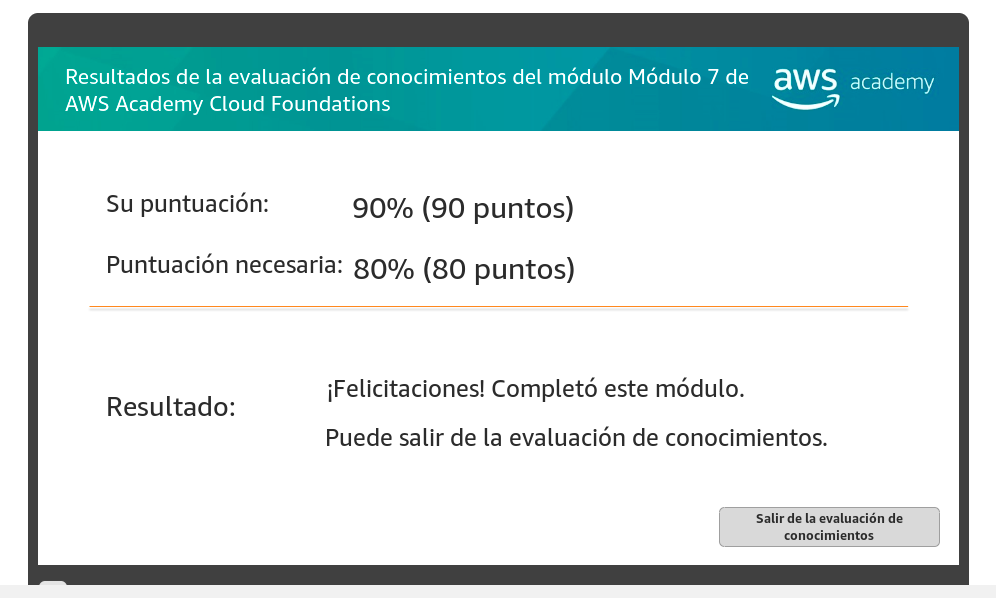 Resultados de la evaluación de conocimientos del módulo Módulo 7 de
AWS Academy Cloud Foundations
aws academy
Su puntuación: 90% (90 puntos)
Puntuación necesaria: 80% (80 puntos)
¡Felicitaciones! Completó este módulo.
Resultado:
Puede salir de la evaluación de conocimientos.
Salir de la evaluación de
conocimientos